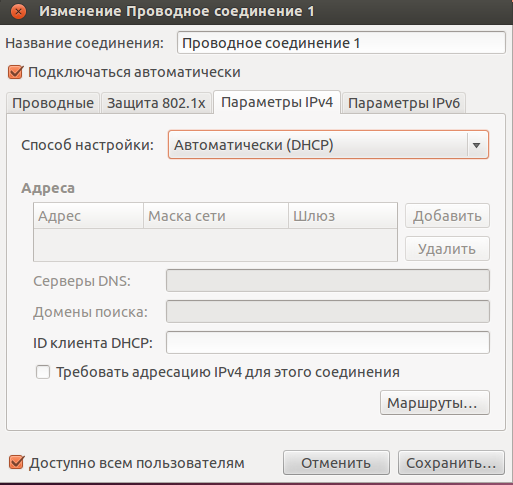 Изменение Проводное соединение 1
Название соединения: Проводное соединение 1
Подключаться автоматически
Проводные Защита 802.1x Параметры IPv4 Параметры IPv6
Способ настройки: Автоматически (DHCP)
Адреса
Адрес Маска сети Шлюз Добавить
Удалить
Серверы DNS:
Домены поиска:
ID клиента DHCP:
Требовать адресацию IPv4 для этого соединения
Маршруты…
Доступно всем пользователям Отменить Сохранить…